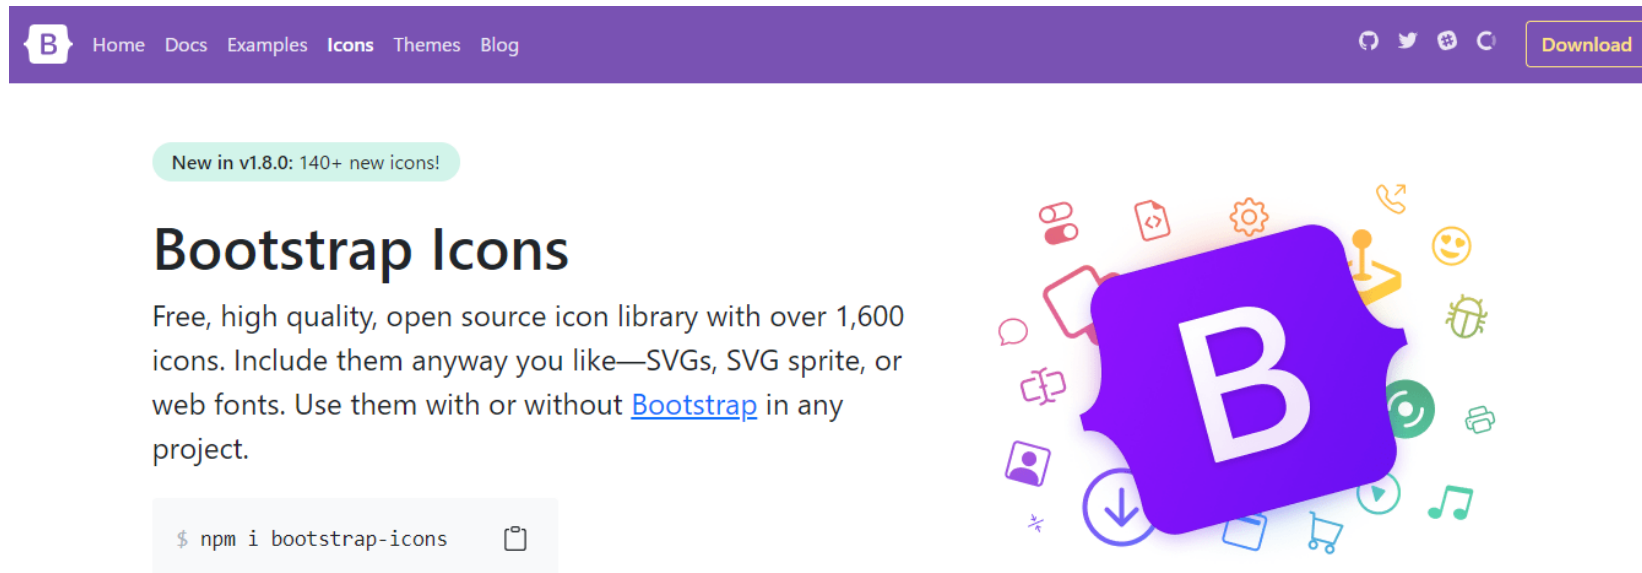 B Home Docs Examples Icons Themes Blog Download
New in v1.8.0: 140+ new icons!
Bootstrap Icons
Free, high quality, open source icon library with over 1,600
icons. Include them anyway you like—SVGs, SVG sprite, or
web fonts. Use them with or without Bootstrap in any
project.
$ npm i bootstrap-icons
B